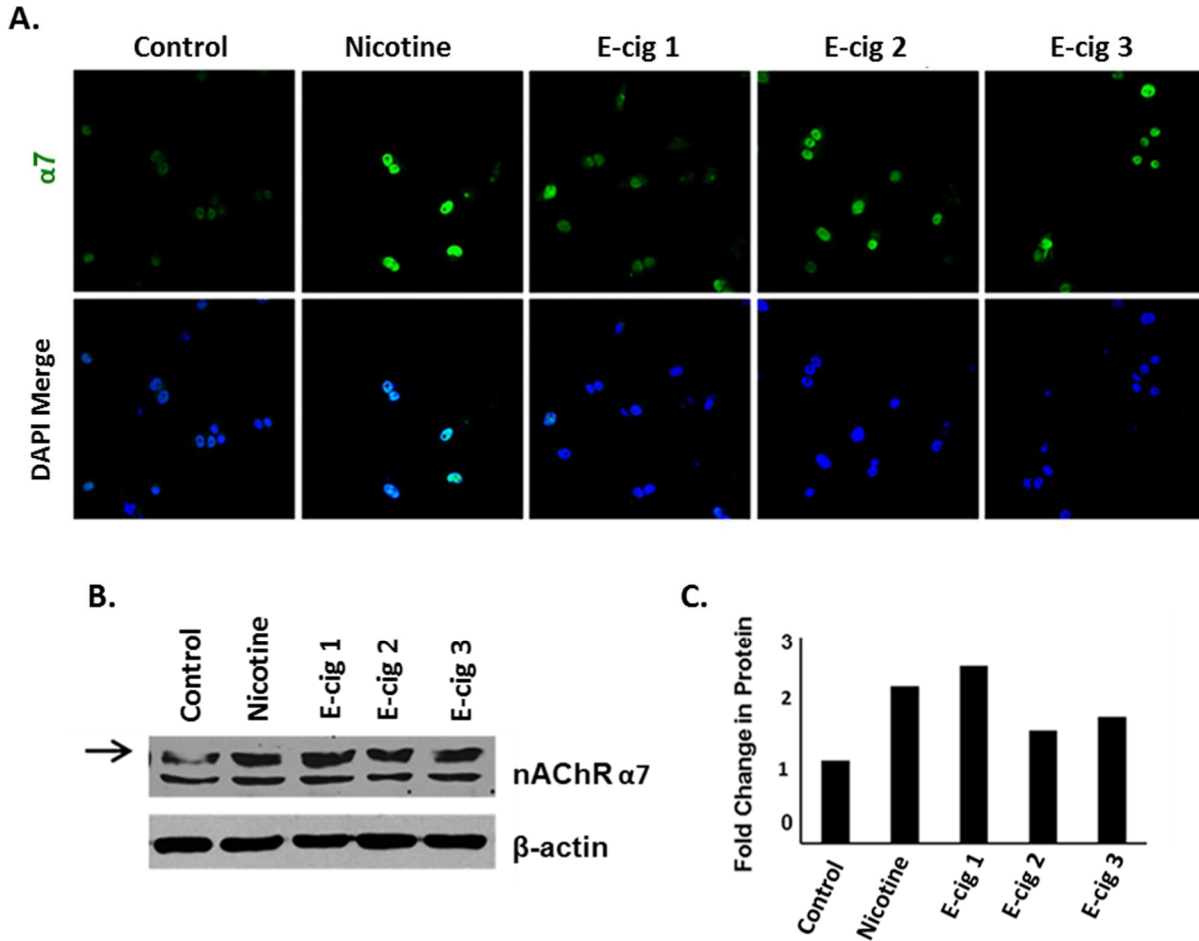 A.
Control Nicotine E-cig 1 E-cig 2 E-cig 3
α7
DAPI Merge
B.
Control Nicotine E-cig 1 E-cig 2 E-cig 3
nAChR α7
β-actin
C.
Fold Change in Protein
3
2
1
0
Control Nicotine E-cig 1 E-cig 2 E-cig 3